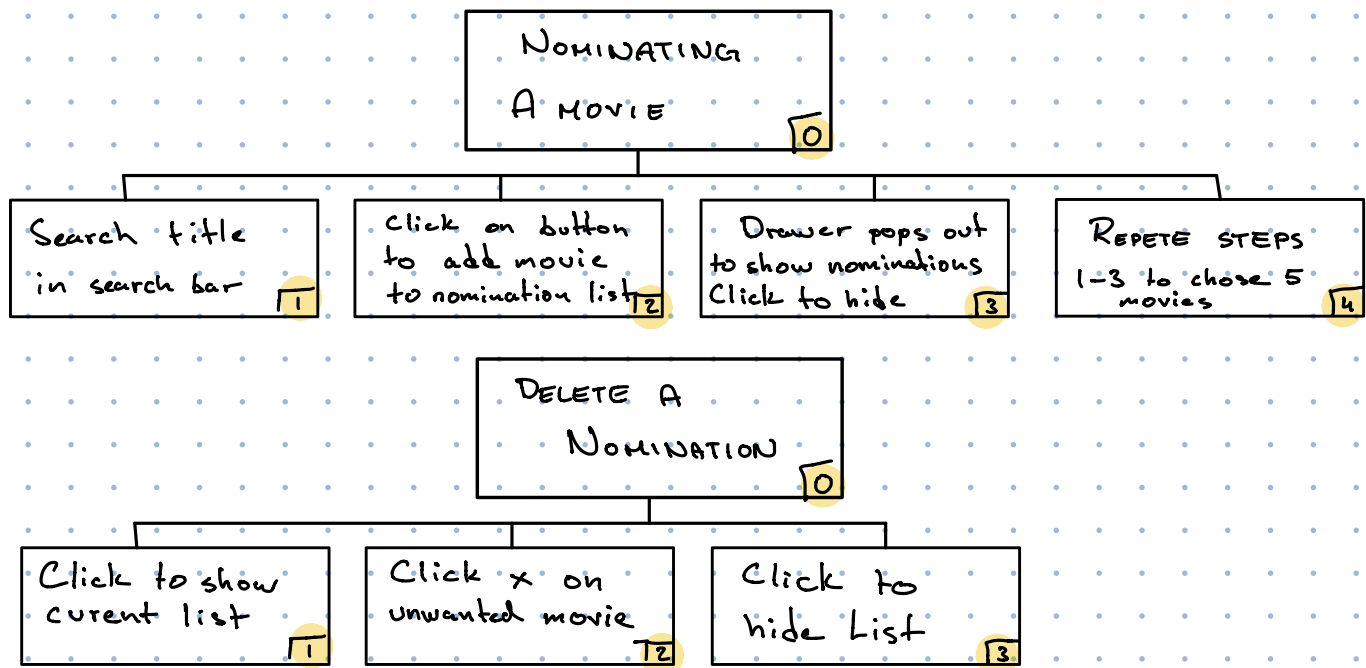 NOMINATING
A MOVIE
0
Search title
in search bar
1
Click on button
to add movie
to nomination list
2
Drawer pops out
to show nominations
Click to hide
3
REPETE STEPS
1-3 to chose 5
movies
4
DELETE A
NOMINATION
0
Click to show
curent list
1
Click x on
unwanted movie
2
Click to
hide List
3